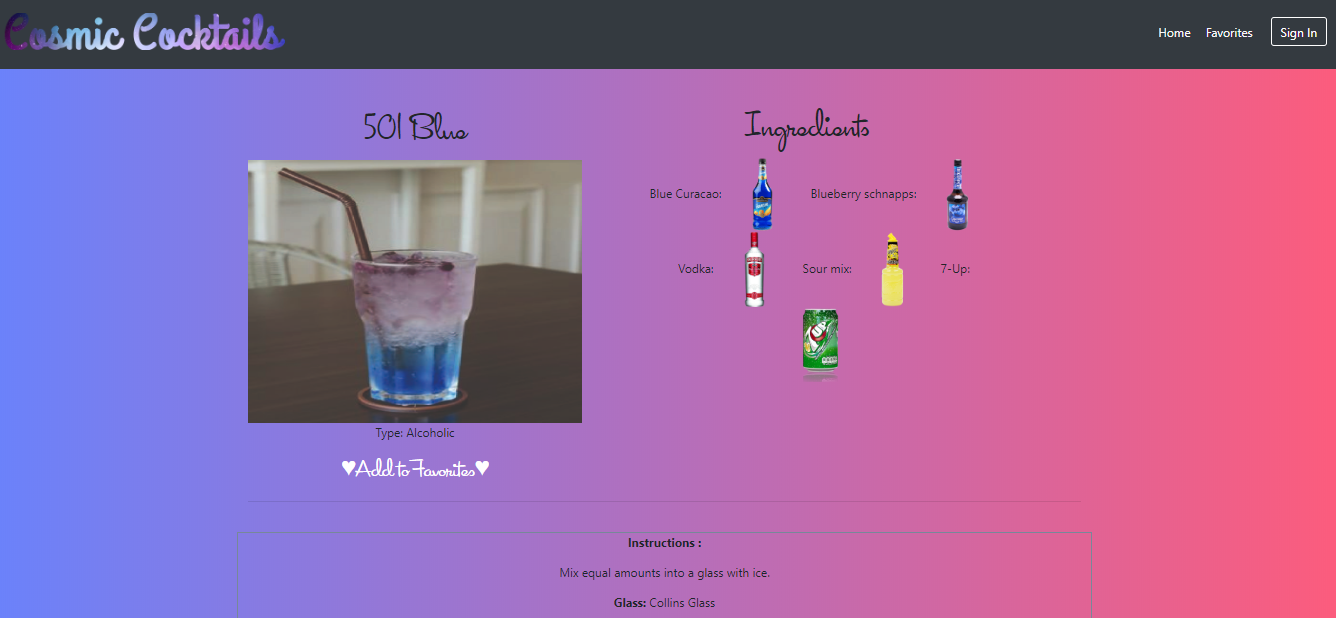 Cosmic Cocktails
Home Favorites Sign In
501 Blue
Type: Alcoholic
♥Add to Favorites♥
Ingredients
Blue Curacao: Blueberry schnapps:
Vodka: Sour mix: 7-Up:
Instructions :
Mix equal amounts into a glass with ice.
Glass: Collins Glass